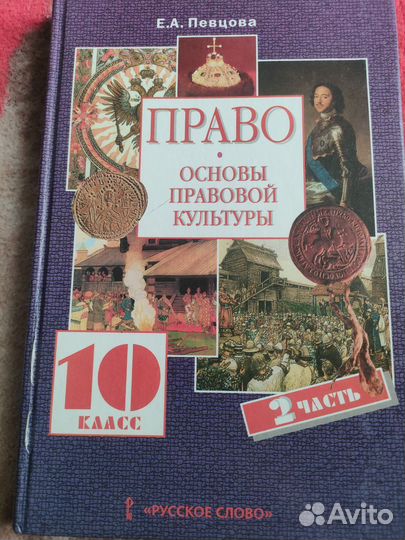 Е.А. Певцова
ПРАВО
•
ОСНОВЫ
ПРАВОВОЙ
КУЛЬТУРЫ
10
КЛАСС
2 ЧАСТЬ
«РУССКОЕ СЛОВО»
Avito